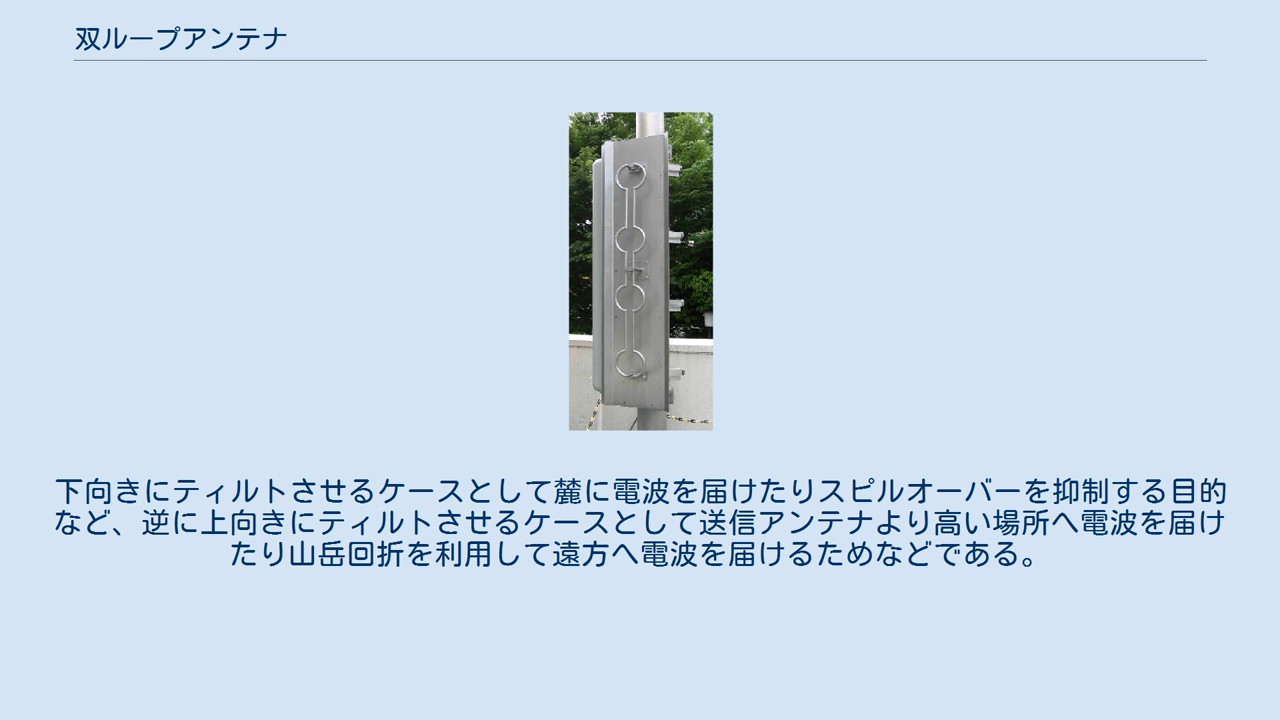 双ループアンテナ
下向きにティルトさせるケースとして麓に電波を届けたりスピルオーバーを抑制する目的
など、逆に上向きにティルトさせるケースとして送信アンテナより高い場所へ電波を届け
たり山岳回折を利用して遠方へ電波を届けるためなどである。